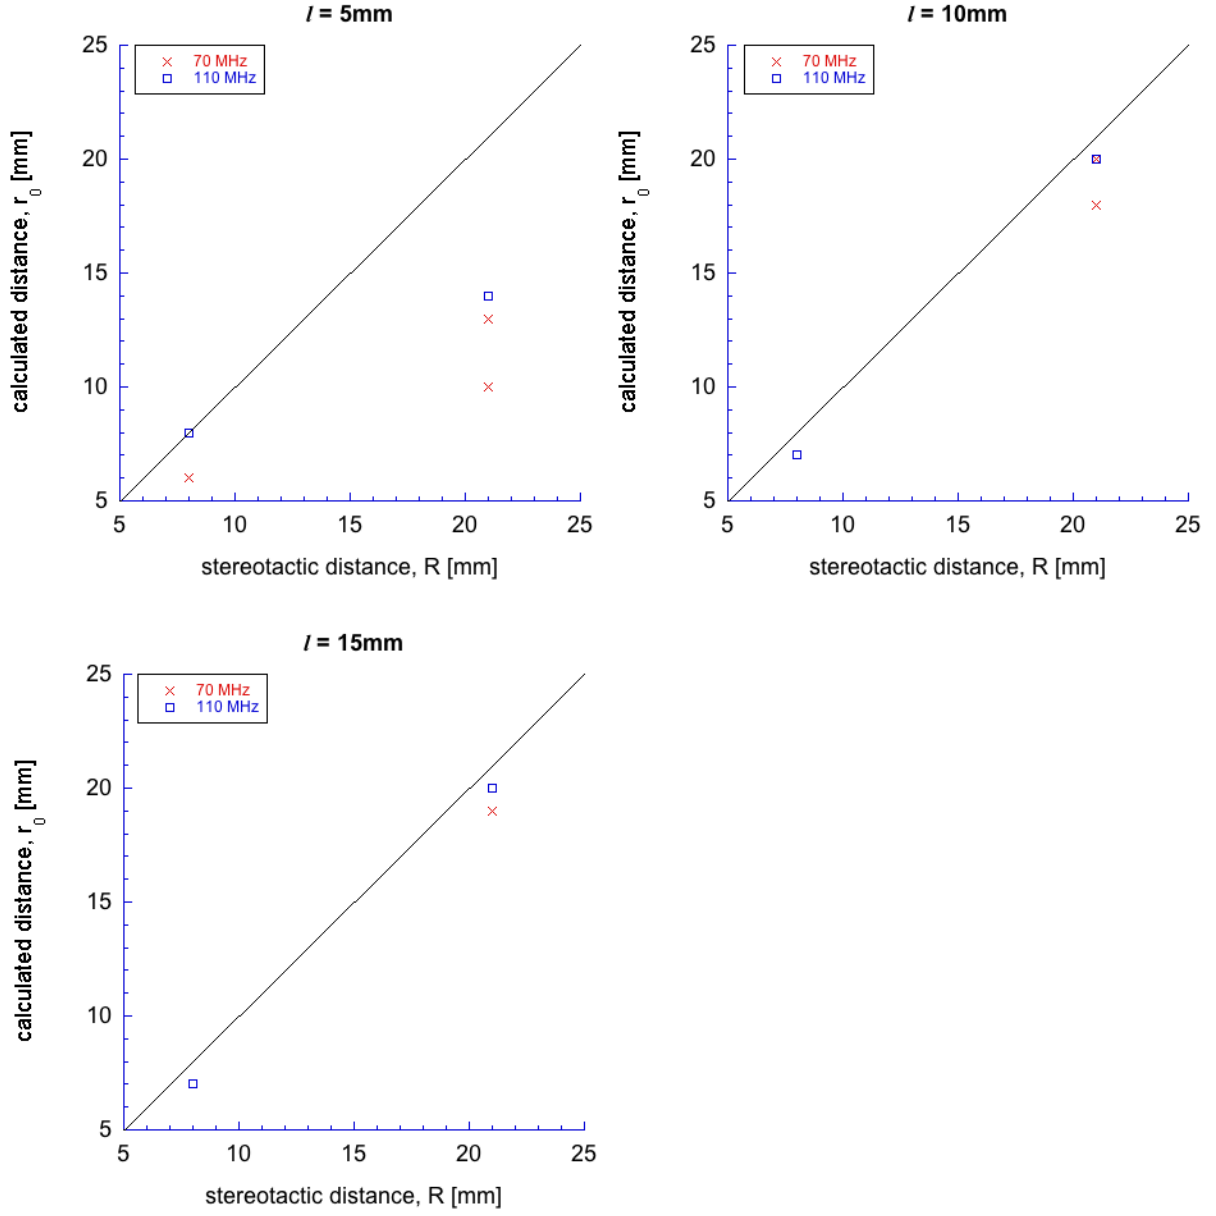 l = 5mm
25
20
15
10
5
70 MHz
110 MHz
calculated distance, r0 [mm]
5
10
15
20
25
stereotactic distance, R [mm]
l = 10mm
25
20
15
10
5
70 MHz
110 MHz
calculated distance, r0 [mm]
5
10
15
20
25
stereotactic distance, R [mm]
l = 15mm
25
20
15
10
5
70 MHz
110 MHz
calculated distance, r0 [mm]
5
10
15
20
25
stereotactic distance, R [mm]